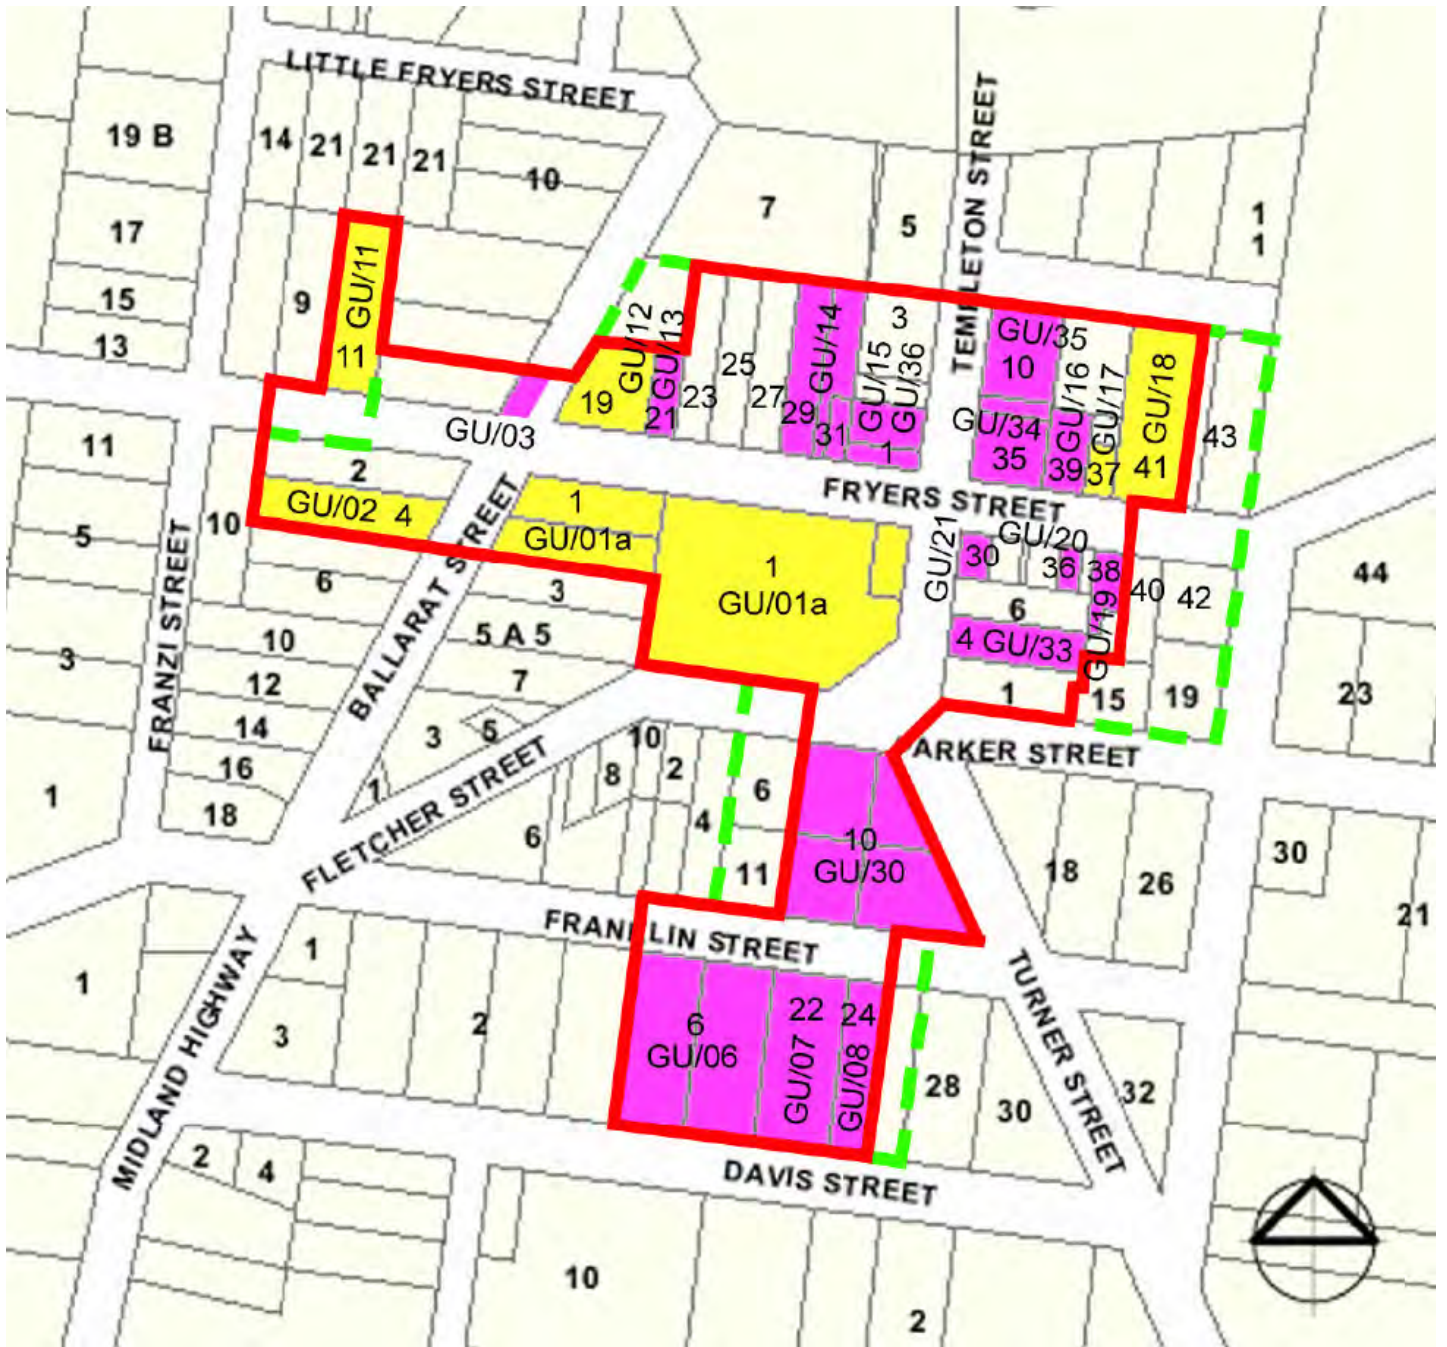 LITTLE FRYERS STREET
TEMPLETON STREET
19 B
14
21
21
21
10
7
5
1
1
17
15
13
9
GU/11
11
GU/12
GU/13
19
21
23
25
27
GU/14
29
31
3
GU/15
GU/36
1
GU/35
10
GU/34
35
GU/16
39
GU/17
37
GU/18
41
43
GU/03
11
5
3
2
GU/02 4
10
1
GU/01a
1
GU/01a
FRYERS STREET
GU/21
GU/20
30
36
38
GU/19
40
42
44
6
4 GU/33
1
15
19
23
FRANZI STREET
BALLARAT STREET
6
10
12
14
16
18
3
5 A 5
7
3
5
1
1
FLETCHER STREET
10
8
2
6
4
6
11
10
GU/30
ARKER STREET
18
26
30
21
FRANKLIN STREET
MIDLAND HIGHWAY
1
1
3
2
6
GU/06
22
GU/07
24
GU/08
28
30
32
TURNER STREET
DAVIS STREET
2
4
10
2